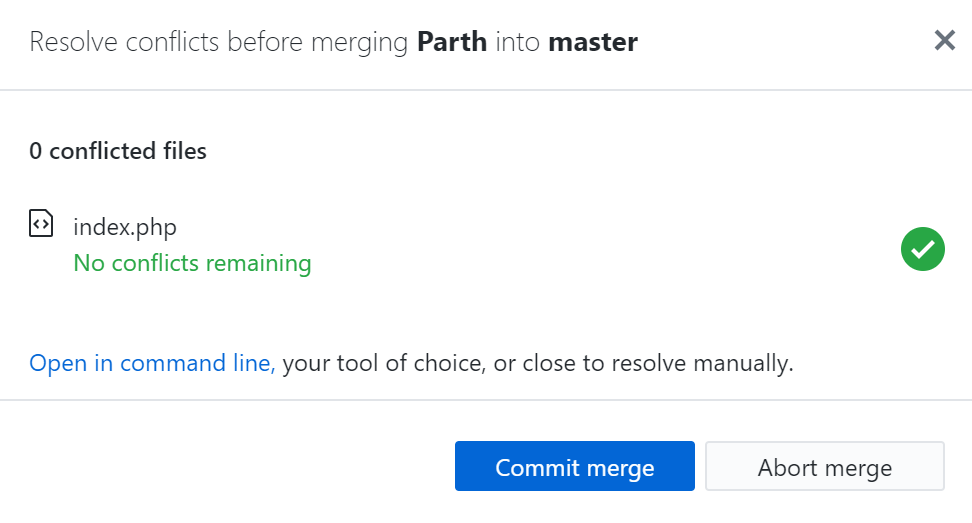 Resolve conflicts before merging Parth into master
0 conflicted files
index.php
No conflicts remaining
Open in command line, your tool of choice, or close to resolve manually.
Commit merge
Abort merge